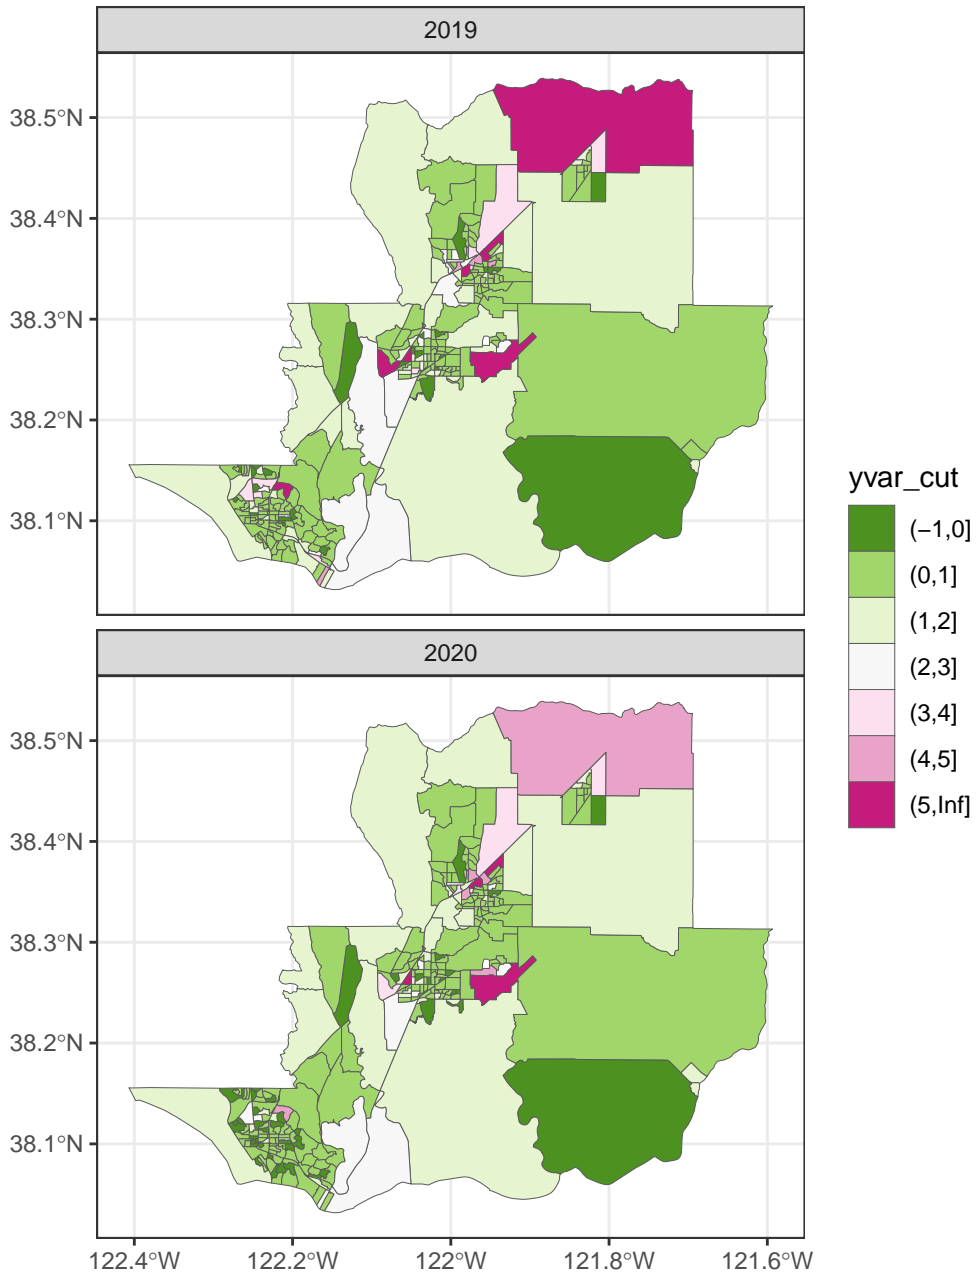 2019
38.5°N
38.4°N
38.3°N
38.2°N
38.1°N
2020
38.5°N
38.4°N
38.3°N
38.2°N
38.1°N
122.4°W 122.2°W 122°W 121.8°W 121.6°W
yvar_cut
(−1,0]
(0,1]
(1,2]
(2,3]
(3,4]
(4,5]
(5,Inf]